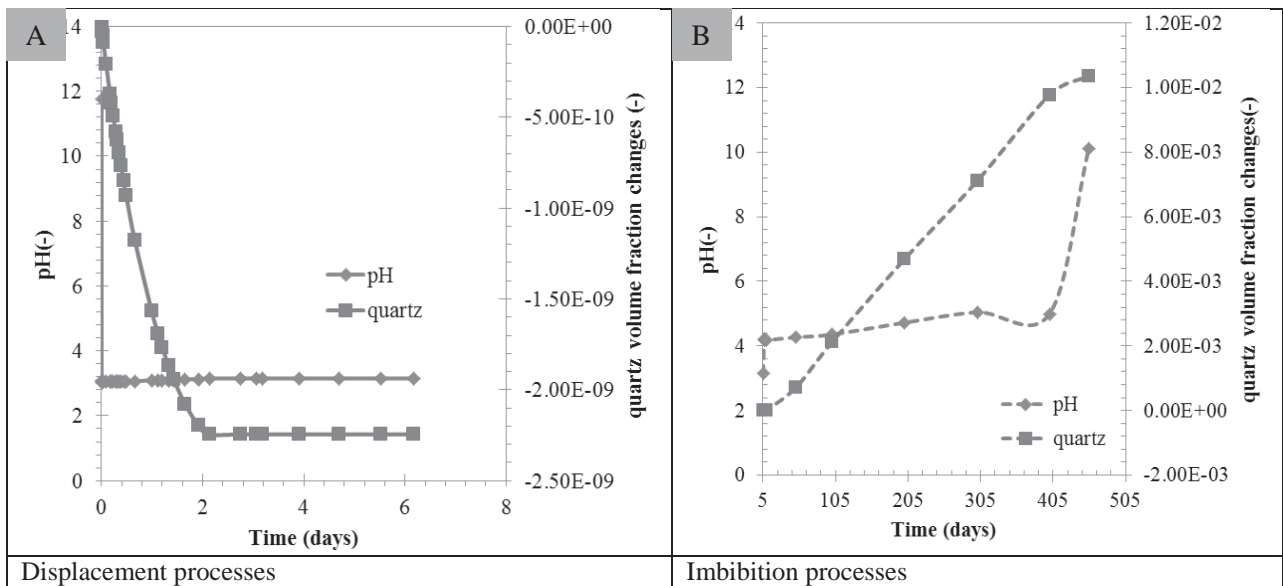 A
14
12
10
8
6
4
2
0
pH(-)
0 2 4 6 8
Time (days)
0.00E+00
-5.00E-10
-1.00E-09
-1.50E-09
-2.00E-09
-2.50E-09
quartz volume fraction changes (-)
pH
quartz
Displacement processes
B
14
12
10
8
6
4
2
0
pH(-)
5 105 205 305 405 505
Time (days)
1.20E-02
1.00E-02
8.00E-03
6.00E-03
4.00E-03
2.00E-03
0.00E+00
-2.00E-03
quartz volume fraction changes(-)
pH
quartz
Imbibition processes